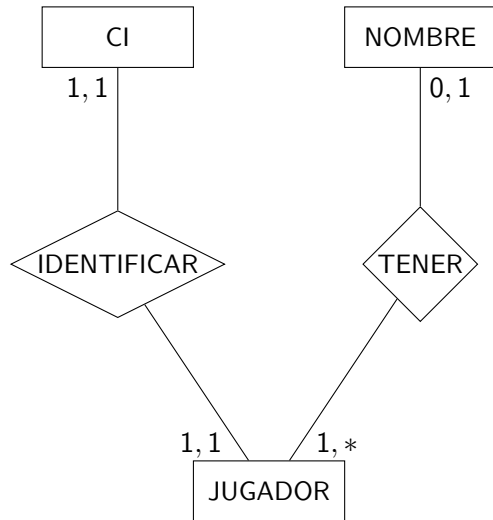 CI
NOMBRE
1, 1
0, 1
IDENTIFICAR
TENER
1, 1
1, *
JUGADOR